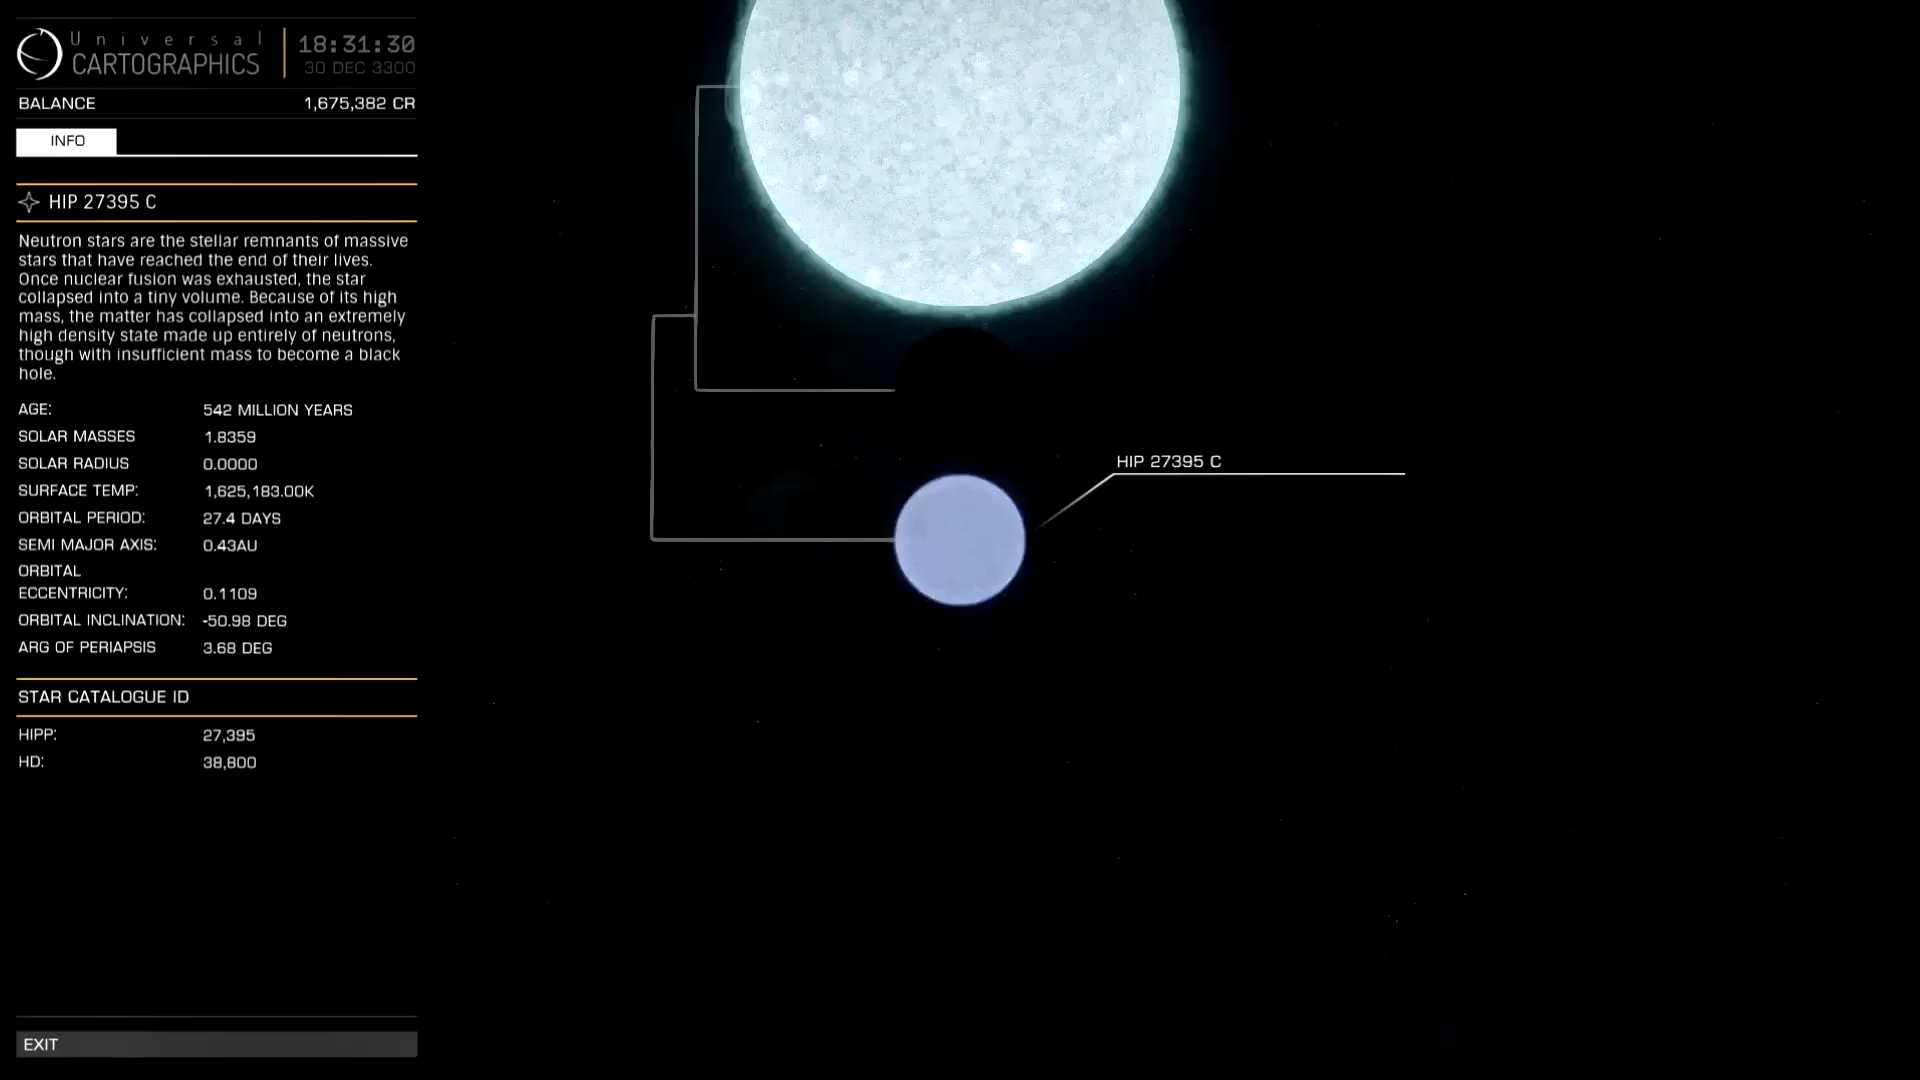 Universal
CARTOGRAPHICS
18:31:30
30 DEC 3300
BALANCE 1,675,382 CR
INFO
HIP 27395 C
Neutron stars are the stellar remnants of massive
stars that have reached the end of their lives.
Once nuclear fusion was exhausted, the star
collapsed into a tiny volume. Because of its high
mass, the matter has collapsed into an extremely
high density state made up entirely of neutrons,
though with insufficient mass to become a black
hole.
AGE: 542 MILLION YEARS
SOLAR MASSES 1.8359
SOLAR RADIUS 0.0000
SURFACE TEMP: 1,625,183.00K
ORBITAL PERIOD: 27.4 DAYS
SEMI MAJOR AXIS: 0.43AU
ORBITAL
ECCENTRICITY: 0.1109
ORBITAL INCLINATION: -50.98 DEG
ARG OF PERIAPSIS 3.68 DEG
STAR CATALOGUE ID
HIPP: 27,395
HD: 38,800
EXIT
HIP 27395 C